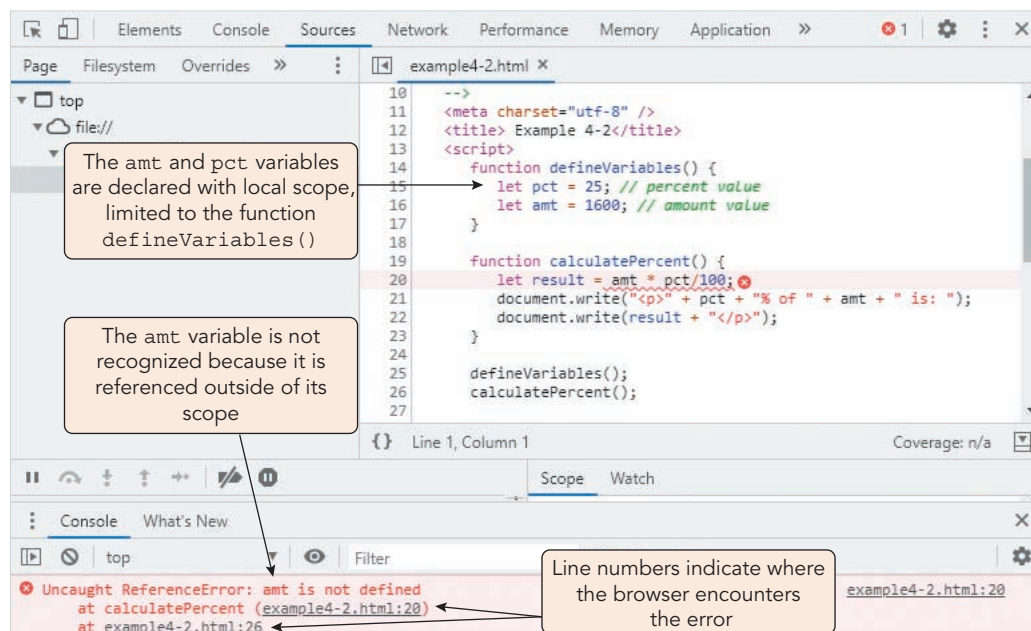 Elements Console Sources Network Performance Memory Application » 1
Page Filesystem Overrides » example4-2.html ×
top
file://
The amt and pct variables
are declared with local scope,
limited to the function
defineVariables()
10 -->
11 <meta charset="utf-8" />
12 <title> Example 4-2</title>
13 <script>
14 function defineVariables() {
15 let pct = 25; // percent value
16 let amt = 1600; // amount value
17 }
18
19 function calculatePercent() {
20 let result = amt * pct/100;
21 document.write("<p>" + pct + "% of " + amt + " is: ");
22 document.write(result + "</p>");
23 }
24
25 defineVariables();
26 calculatePercent();
27
The amt variable is not
recognized because it is
referenced outside of its
scope
{} Line 1, Column 1 Coverage: n/a
Scope Watch
Console What's New
top Filter
Uncaught ReferenceError: amt is not defined example4-2.html:20
at calculatePercent (example4-2.html:20)
at example4-2.html:26
Line numbers indicate where
the browser encounters
the error